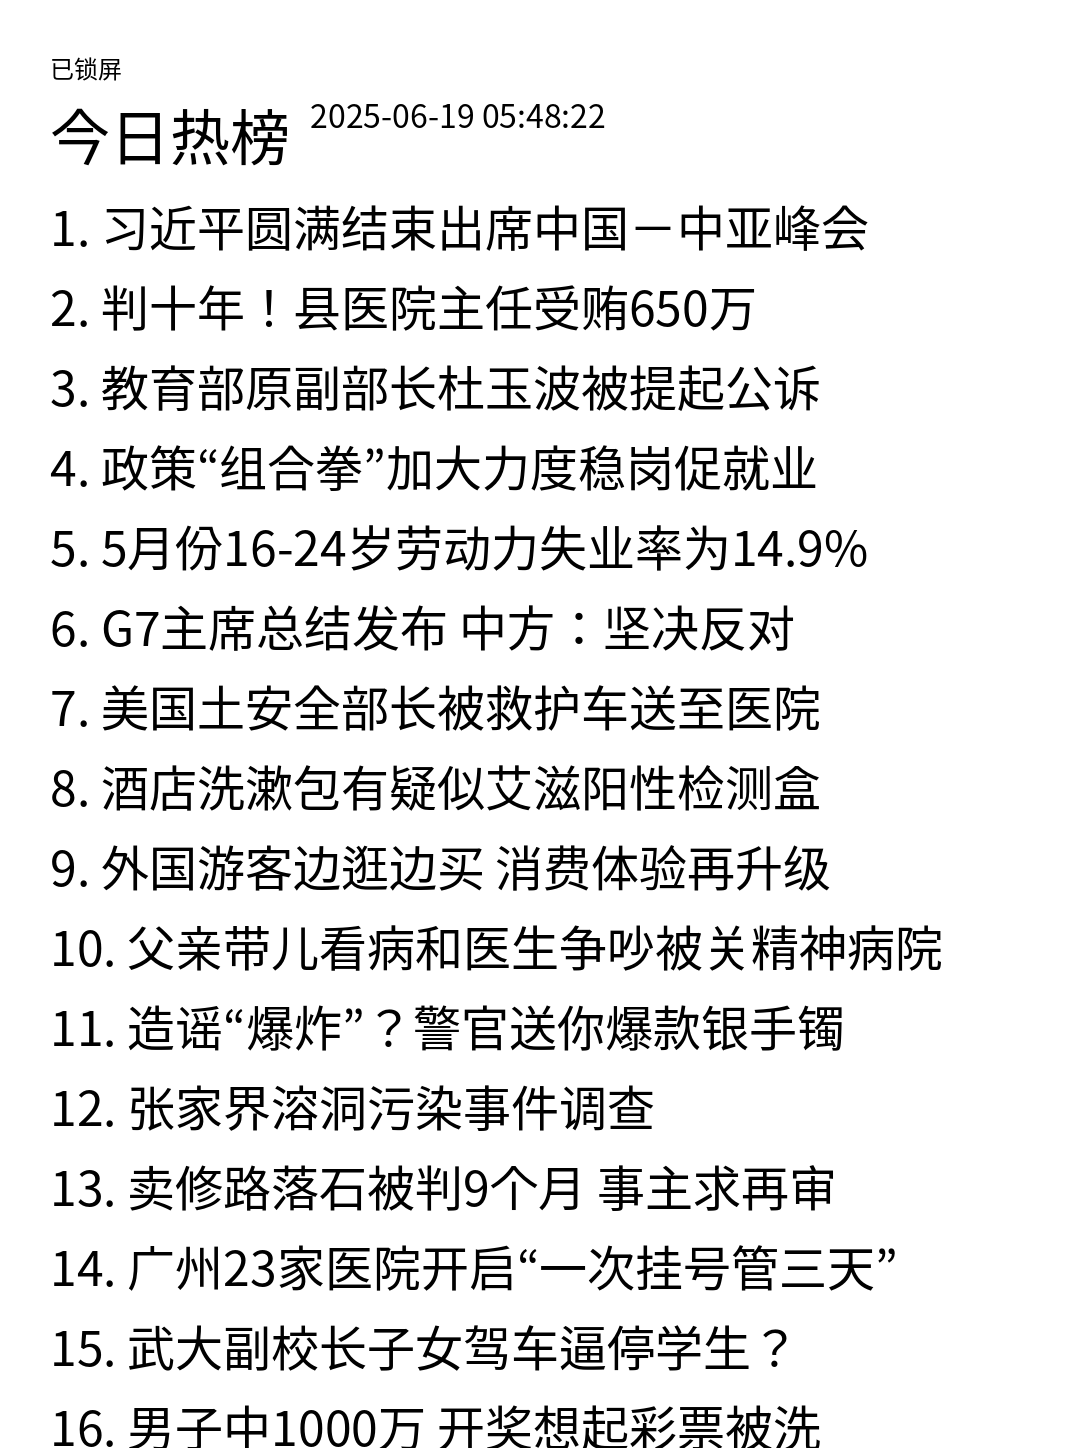 已锁屏
今日热榜 2025-06-19 05:48:22
1. 习近平圆满结束出席中国－中亚峰会
2. 判十年！县医院主任受贿650万
3. 教育部原副部长杜玉波被提起公诉
4. 政策“组合拳”加大力度稳岗促就业
5. 5月份16-24岁劳动力失业率为14.9%
6. G7主席总结发布 中方：坚决反对
7. 美国土安全部长被救护车送至医院
8. 酒店洗漱包有疑似艾滋阳性检测盒
9. 外国游客边逛边买 消费体验再升级
10. 父亲带儿看病和医生争吵被关精神病院
11. 造谣“爆炸”？警官送你爆款银手镯
12. 张家界溶洞污染事件调查
13. 卖修路落石被判9个月 事主求再审
14. 广州23家医院开启“一次挂号管三天”
15. 武大副校长子女驾车逼停学生？
16. 男子中1000万 开奖想起彩票被洗